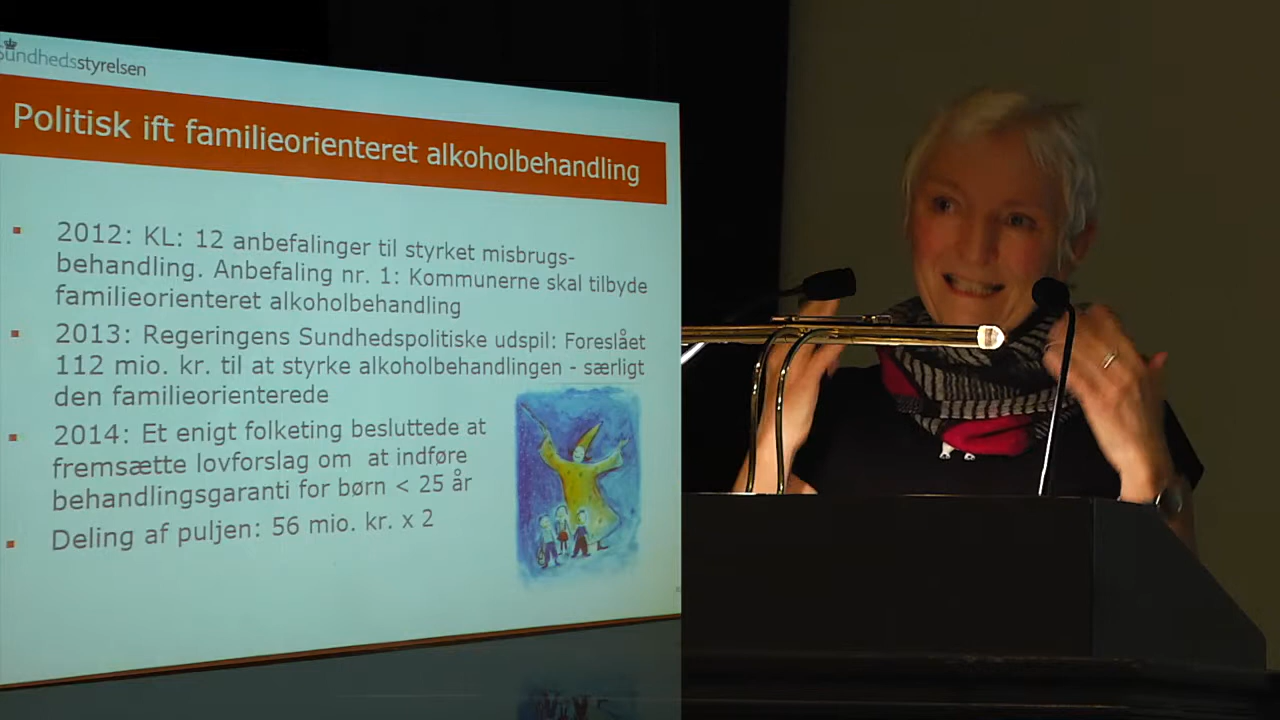 Sundhedsstyrelsen
Politisk ift familieorienteret alkoholbehandling
2012: KL: 12 anbefalinger til styrket misbrugs-
behandling. Anbefaling nr. 1: Kommunerne skal tilbyde
familieorienteret alkoholbehandling
2013: Regeringens Sundhedspolitiske udspil: Foreslået
112 mio. kr. til at styrke alkoholbehandlingen - særligt
den familieorienterede
2014: Et enigt folketing besluttede at
fremsætte lovforslag om at indføre
behandlingsgaranti for børn < 25 år
Deling af puljen: 56 mio. kr. x 2